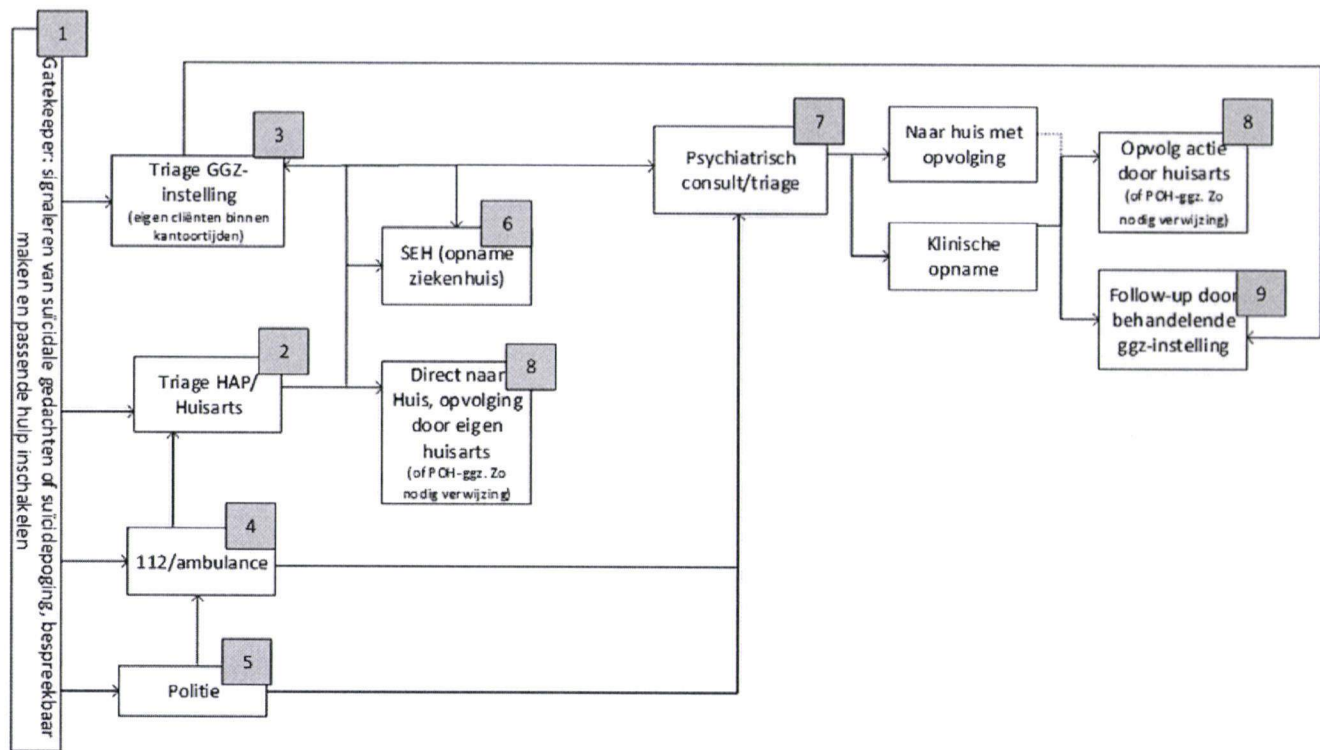 1
Gatekeeper: signaleren van suïcidale gedachten of suïcidepoging, bespreekbaar
maken en passende hulp inschakelen
3
Triage GGZ-
instelling
(eigen cliënten binnen
kantoortijden)
2
Triage HAP/
Huisarts
4
112/ambulance
5
Politie
6
SEH (opname
ziekenhuis)
8
Direct naar
Huis, opvolging
door eigen
huisarts
(of POH-ggz. Zo
nodig verwijzing)
7
Psychiatrisch
consult/triage
Naar huis met
opvolging
Klinische
opname
8
Opvolg actie
door huisarts
(of POH-ggz. Zo
nodig verwijzing)
9
Follow-up door
behandelende
ggz-instelling